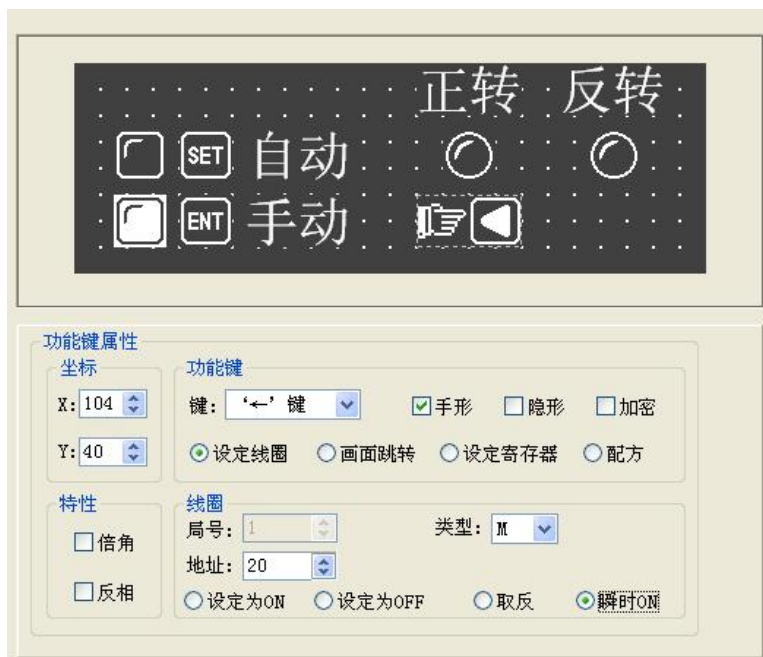 正转 反转
SET 自动
ENT 手动
功能键属性
坐标 功能键
X: 104 键: ‘←’键 手形 隐形 加密
Y: 40 设定线圈 画面跳转 设定寄存器 配方
特性 线圈
局号: 1 类型: M
倍角
地址: 20
反相 设定为ON 设定为OFF 取反 瞬时ON